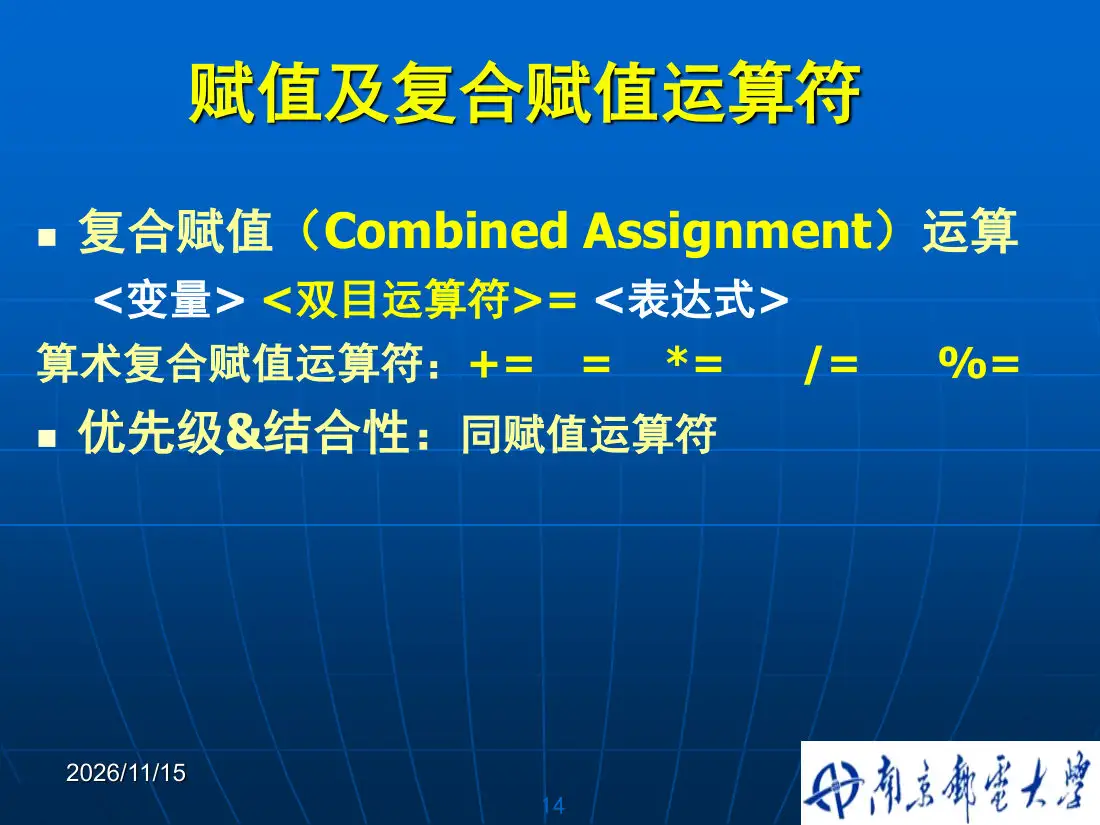 赋值及复合赋值运算符
复合赋值（Combined Assignment）运算
<变量> <双目运算符>= <表达式>
算术复合赋值运算符：+= = *= /= %=
优先级&结合性：同赋值运算符
2026/11/15
14
南京邮电大学